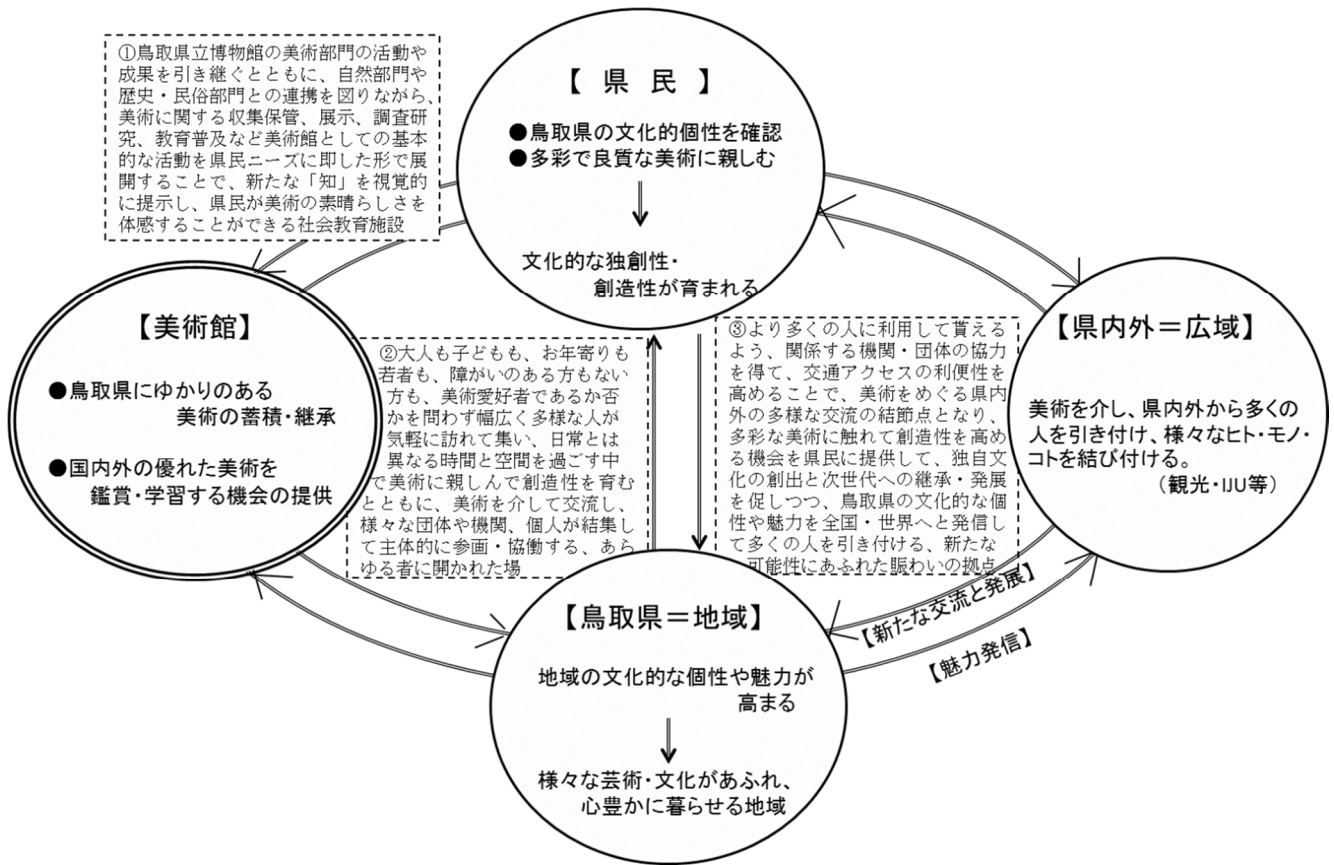 ①鳥取県立博物館の美術部門の活動や
成果を引き継ぐとともに、自然部門や
歴史・民俗部門との連携を図りながら、
美術に関する収集保管、展示、調査研
究、教育普及など美術館としての基本
的な活動を県民ニーズに即した形で展
開することで、新たな「知」を視覚的
に提示し、県民が美術の素晴らしさを
体感することができる社会教育施設
【 県 民 】
●鳥取県の文化的個性を確認
●多彩で良質な美術に親しむ
文化的な独創性・
創造性が育まれる
【美術館】
●鳥取県にゆかりのある
美術の蓄積・継承
●国内外の優れた美術を
鑑賞・学習する機会の提供
②大人も子どもも、お年寄りも
若者も、障がいのある方もない
方も、美術愛好者であるか否
かを問わず幅広く多様な人が
気軽に訪れて集い、日常とは
異なる時間と空間を過ごす中
で美術に親しんで創造性を育む
とともに、美術を介して交流し、
様々な団体や機関、個人が結集し
て主体的に参画・協働する、あら
ゆる者に開かれた場
③より多くの人に利用して貰える
よう、関係する機関・団体の協力
を得て、交通アクセスの利便性を
高めることで、美術をめぐる県内
外の多様な交流の結節点となり、
多彩な美術に触れて創造性を高め
る機会を県民に提供して、独自文
化の創出と次世代への継承・発展
を促しつつ、鳥取県の文化的な個
性や魅力を全国・世界へと発信し
て多くの人を引き付ける、新たな
可能性にあふれた賑わいの拠点
【県内外＝広域】
美術を介し、県内外から多くの
人を引き付け、様々なヒト・モノ・
コトを結び付ける。
（観光・IJU等）
【新たな交流と発展】
【魅力発信】
【鳥取県＝地域】
地域の文化的な個性や魅力が
高まる
様々な芸術・文化があふれ、
心豊かに暮らせる地域